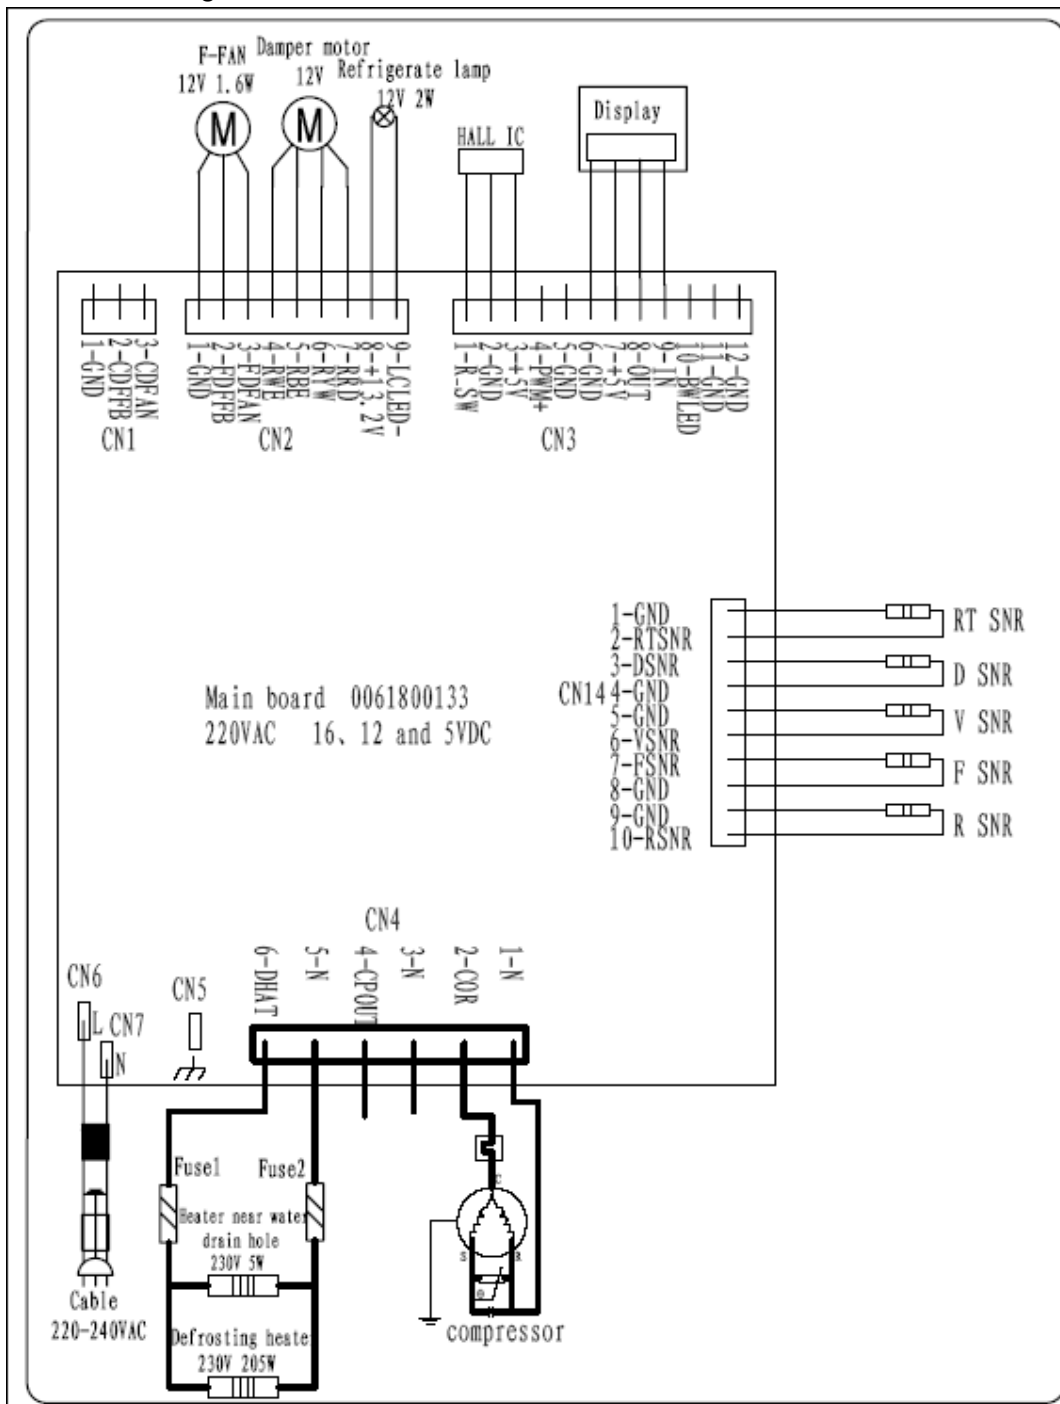 F-FAN
12V 1.6W
Damper motor
12V
Refrigerate lamp
12V 2W
M
M
HALL IC
Display
1-GND
2-CDFFB
3-CDFAN
CN1
1-GND
2-FDFFB
3-FDFAN
4-RWE
5-RBE
6-RYW
7-RRD
8-+13.2V
9-LCLED-
CN2
1-R-SW
2-GND
3-+5V
4-PWM+
5-GND
6-GND
7-+5V
8-OUT
9-IN
10-BWLED
11-GND
12-GND
CN3
Main board 0061800133
220VAC 16、12 and 5VDC
CN14
1-GND
2-RTSNR
3-DSNR
4-GND
5-GND
6-VSNR
7-FSNR
8-GND
9-GND
10-RSNR
RT SNR
D SNR
V SNR
F SNR
R SNR
CN4
6-DHAT
5-N
4-CPOUT
3-N
2-COR
1-N
CN6
L
CN7
N
CN5
Fuse1
Fuse2
Heater near water
drain hole
230V 5W
Defrosting heater
230V 205W
Cable
220-240VAC
C
S
R
θ
compressor